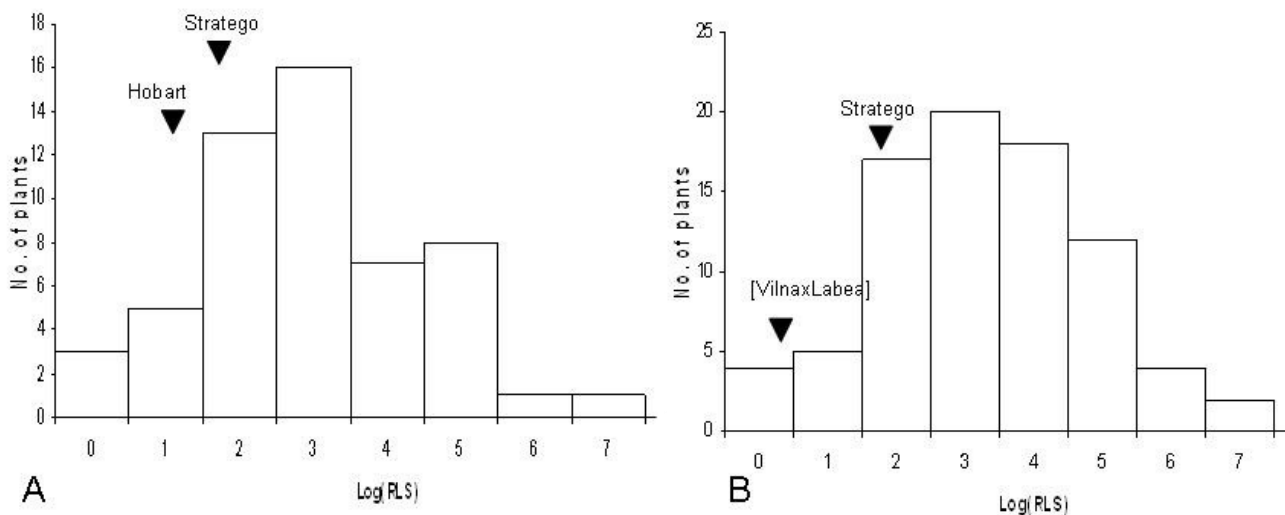 18
16
14
12
10
8
6
4
2
0
No. of plants
Hobart
Stratego
0 1 2 3 4 5 6 7
Log(RLS)
A
25
20
15
10
5
0
No. of plants
Stratego
[VilnaxLabea]
0 1 2 3 4 5 6 7
Log(RLS)
B